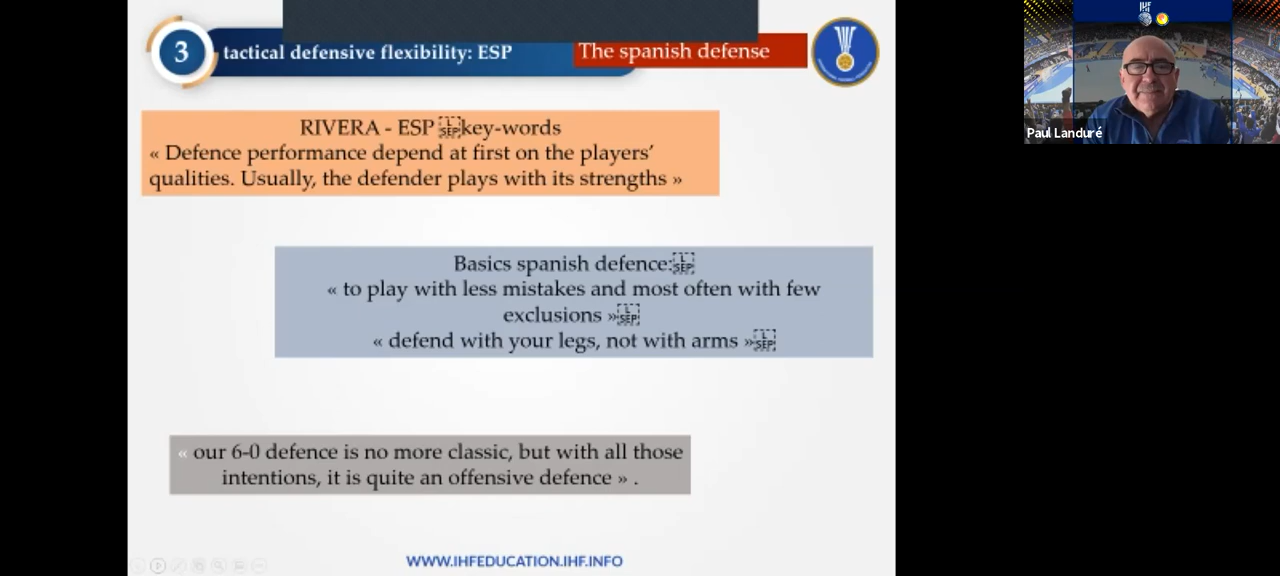 3
tactical defensive flexibility: ESP
The spanish defense
RIVERA - ESP key-words
« Defence performance depend at first on the players’
qualities. Usually, the defender plays with its strengths »
Basics spanish defence:
« to play with less mistakes and most often with few
exclusions »
« defend with your legs, not with arms »
« our 6-0 defence is no more classic, but with all those
intentions, it is quite an offensive defence » .
WWW.IHFEDUCATION.IHF.INFO
IHF
Paul Landuré